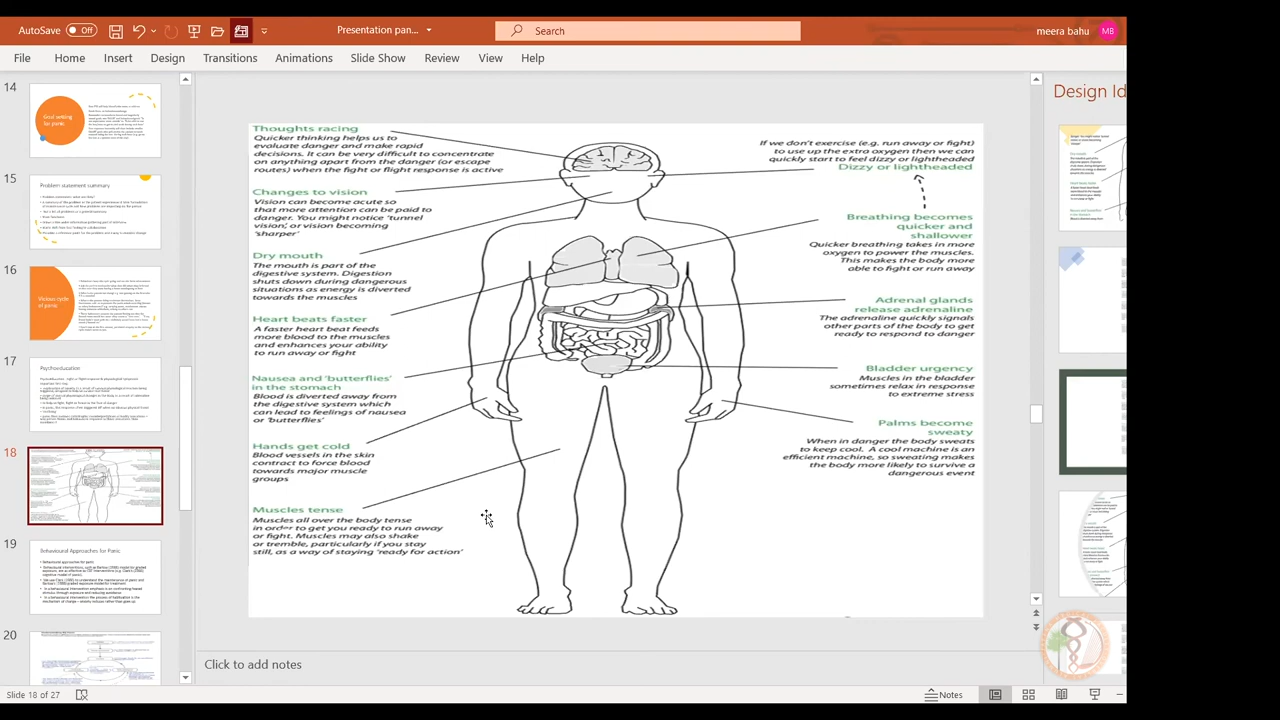 AutoSave Off
Presentation pan...
Search
meera bahu MB
File Home Insert Design Transitions Animations Slide Show Review View Help
14
Goal setting
for panic
15
Problem statement summary
16
Vicious cycle
of panic
17
Psychoeducation
18
19
Behavioural Approaches for Panic
20
Thoughts racing
Quicker thinking helps us to
evaluate danger and make rapid
decisions. It can be very difficult to concentrate
on anything apart from the danger (or escape
routes) when the fight or flight response is active
Changes to vision
Vision can become acute so
that more attention can be paid to
danger. You might notice 'tunnel
vision', or vision becoming
'sharper'
Dry mouth
The mouth is part of the
digestive system. Digestion
shuts down during dangerous
situations as energy is diverted
towards the muscles
Heart beats faster
A faster heart beat feeds
more blood to the muscles
and enhances your ability
to run away or fight
Nausea and 'butterflies'
in the stomach
Blood is diverted away from
the digestive system which
can lead to feelings of nausea
or 'butterflies'
Hands get cold
Blood vessels in the skin
contract to force blood
towards major muscle
groups
Muscles tense
Muscles all over the body tense
in order to get you ready to run away
or fight. Muscles may also shake
or tremble, particularly if you stay
still, as a way of staying 'ready for action'
If we don't exercise (e.g. run away or fight)
to use up the extra oxygen then we can
quickly start to feel dizzy or lightheaded
Dizzy or lightheaded
Breathing becomes
quicker and
shallower
Quicker breathing takes in more
oxygen to power the muscles.
This makes the body more
able to fight or run away
Adrenal glands
release adrenaline
The adrenaline quickly signals
other parts of the body to get
ready to respond to danger
Bladder urgency
Muscles in the bladder
sometimes relax in response
to extreme stress
Palms become
sweaty
When in danger the body sweats
to keep cool. A cool machine is an
efficient machine, so sweating makes
the body more likely to survive a
dangerous event
Design Id
Click to add notes
Slide 18 of 27
Notes